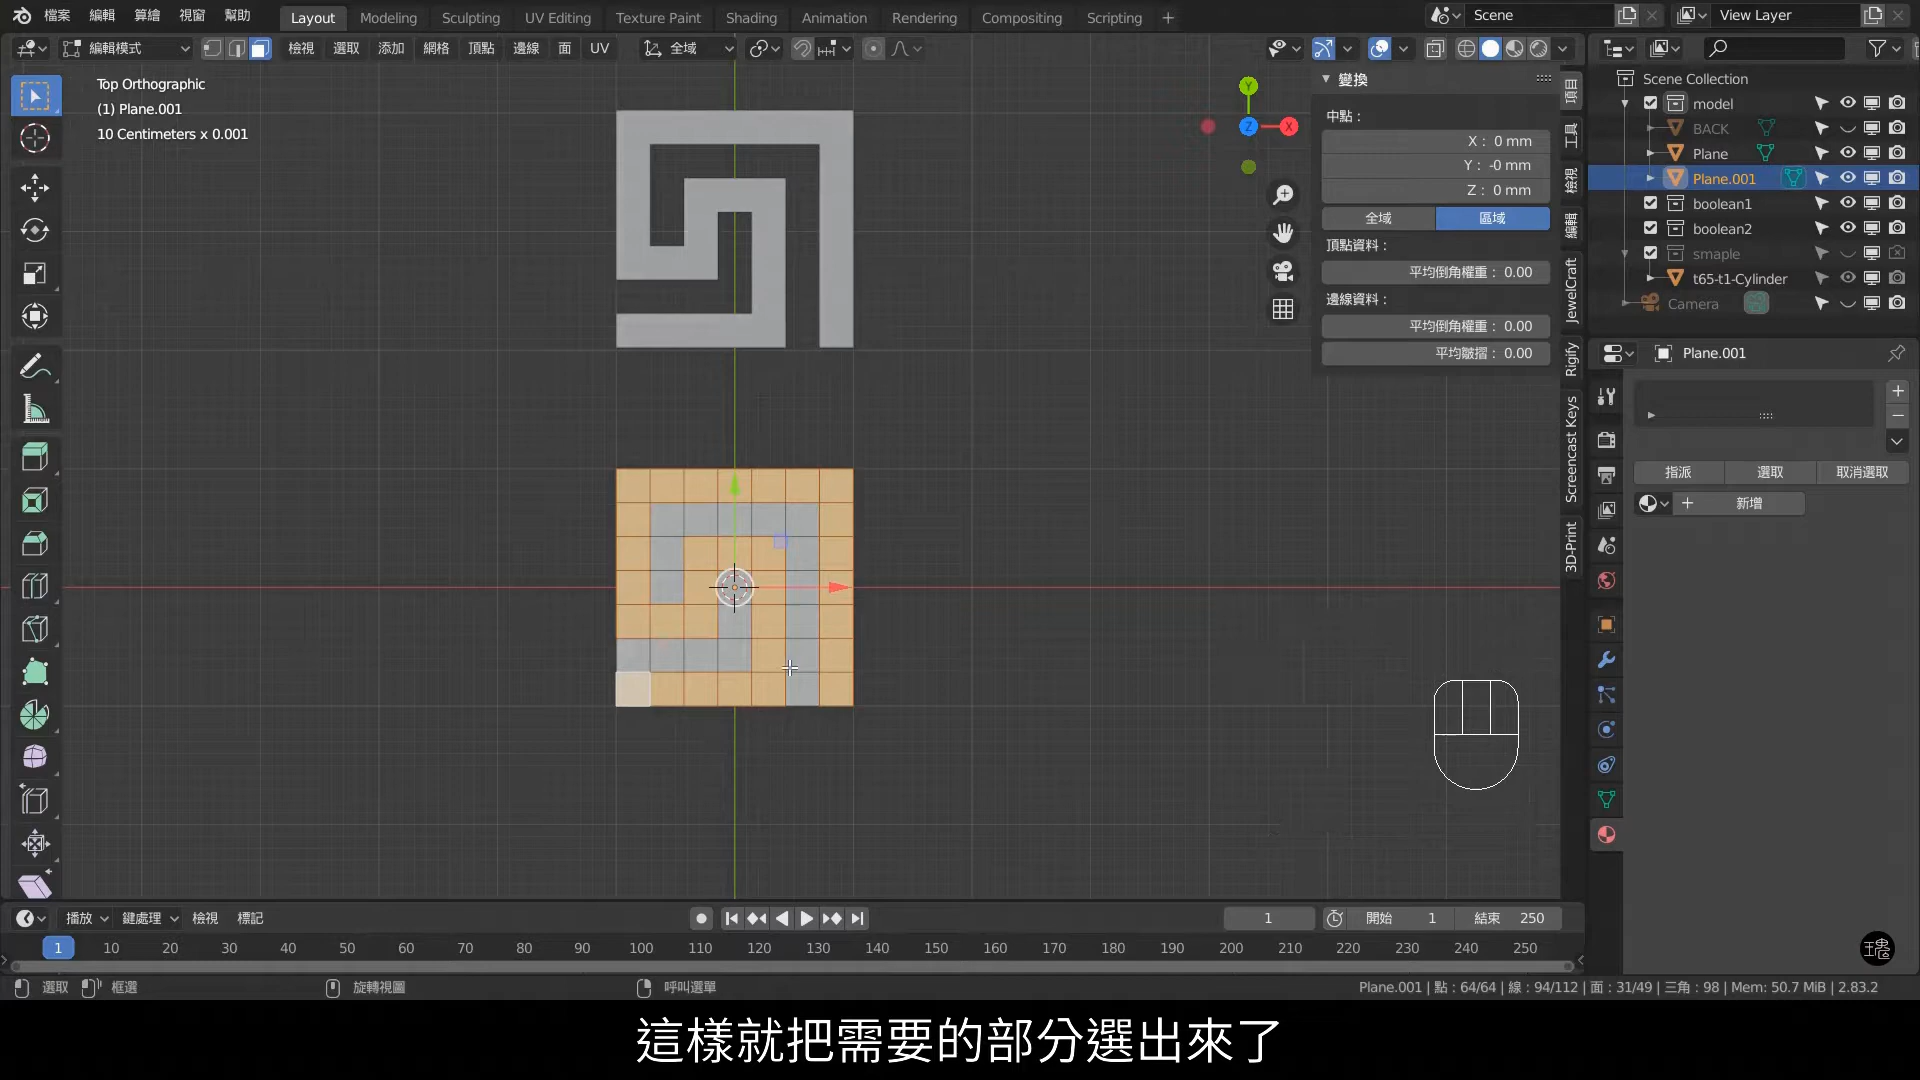 檔案 編輯 算繪 視窗 幫助 Layout Modeling Sculpting UV Editing Texture Paint Shading Animation Rendering Compositing Scripting + Scene View Layer
編輯模式 檢視 選取 添加 網格 頂點 邊線 面 UV 全域
Top Orthographic
(1) Plane.001
10 Centimeters x 0.001
Y
X
Z
變換
中點：
X： 0 mm
Y： -0 mm
Z： 0 mm
全域 區域
頂點資料：
平均倒角權重： 0.00
邊線資料：
平均倒角權重： 0.00
平均皺摺： 0.00
項目
工具
檢視
編輯
JewelCraft
Rigify
Screencast Keys
3D-Print
Scene Collection
model
BACK
Plane
Plane.001
boolean1
boolean2
smaple
t65-t1-Cylinder
Camera
Plane.001
指派 選取 取消選取
新增
播放 鍵處理 檢視 標記
1 開始 1 結束 250
1 10 20 30 40 50 60 70 80 90 100 110 120 130 140 150 160 170 180 190 200 210 220 230 240 250
選取 框選 旋轉視圖 呼叫選單
Plane.001 | 點：64/64 | 線：94/112 | 面：31/49 | 三角：98 | Mem: 50.7 MiB | 2.83.2
這樣就把需要的部分選出來了